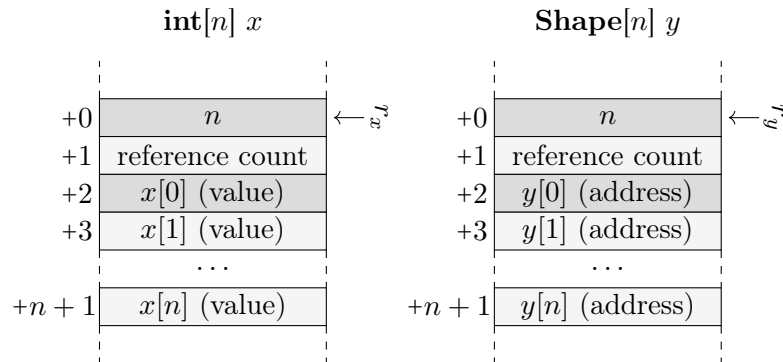 int[n] x
+0 n r_x
+1 reference count
+2 x[0] (value)
+3 x[1] (value)
...
+n + 1 x[n] (value)
Shape[n] y
+0 n r_y
+1 reference count
+2 y[0] (address)
+3 y[1] (address)
...
+n + 1 y[n] (address)